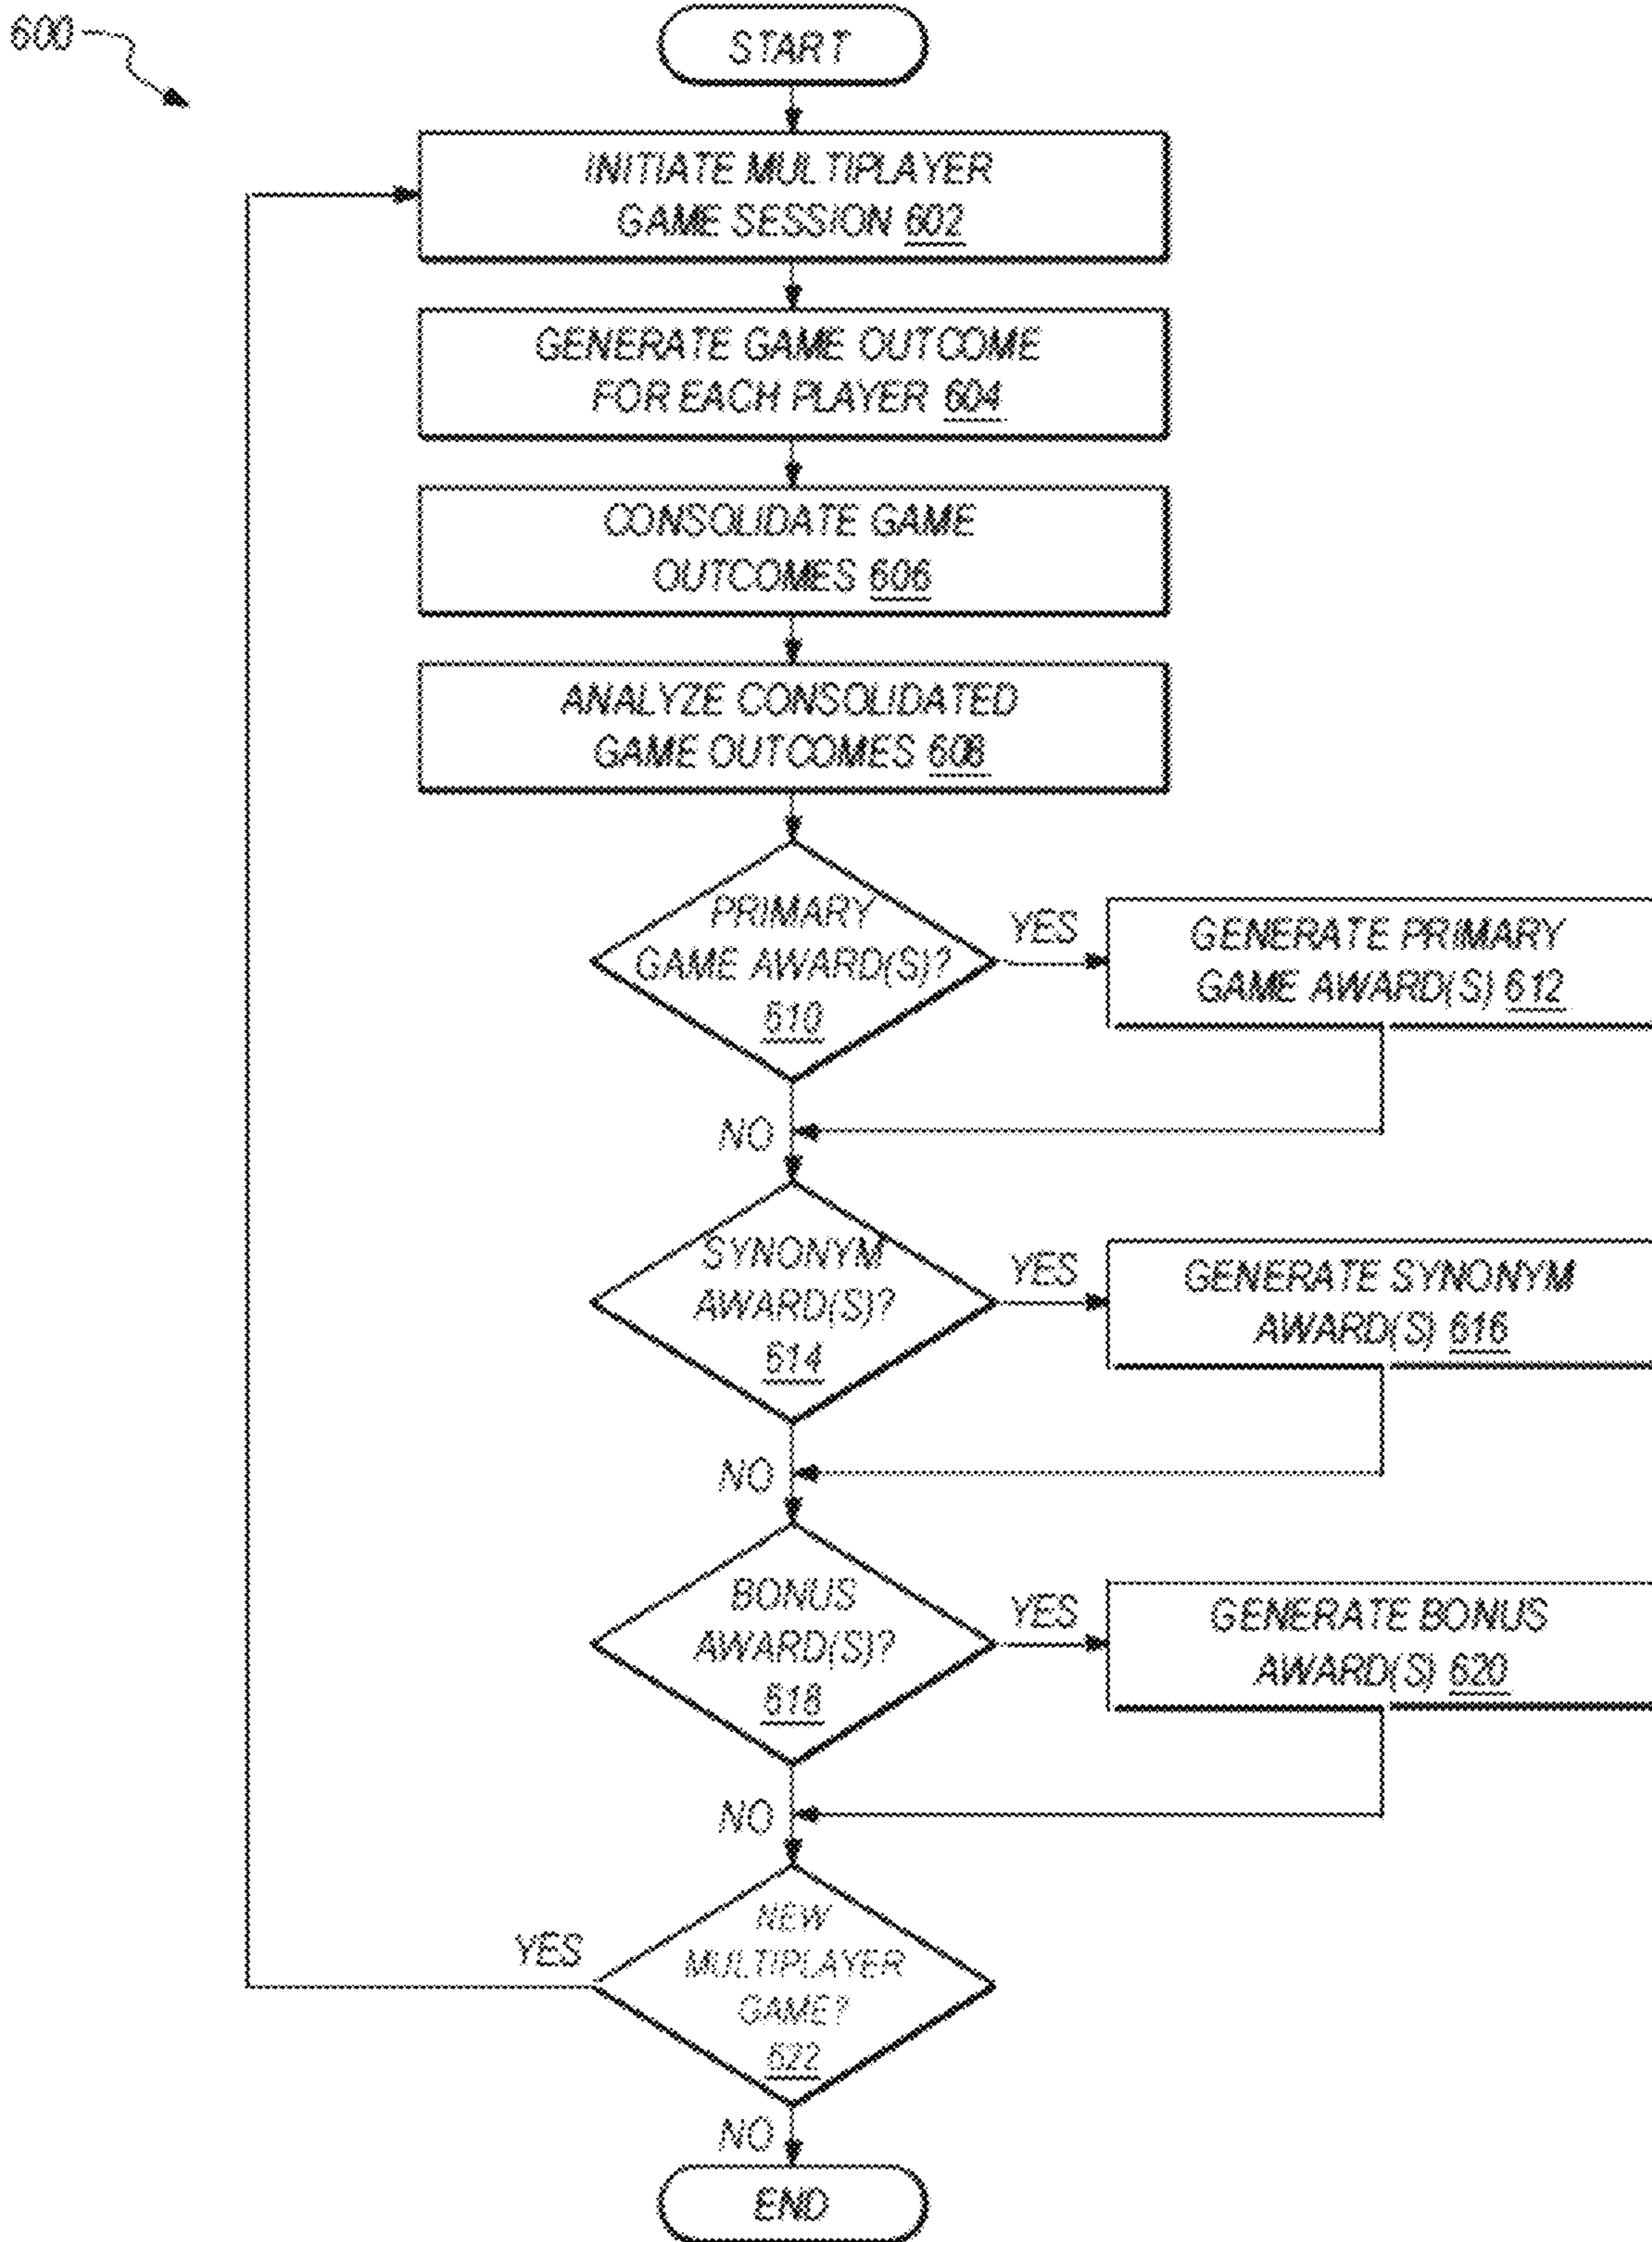 600
START
INITIATE MULTIPLAYER
GAME SESSION 602
GENERATE GAME OUTCOME
FOR EACH PLAYER 604
CONSOLIDATE GAME
OUTCOMES 606
ANALYZE CONSOLIDATED
GAME OUTCOMES 608
PRIMARY
GAME AWARD(S)?
610
YES
GENERATE PRIMARY
GAME AWARD(S) 612
NO
SYNONYM
AWARD(S)?
614
YES
GENERATE SYNONYM
AWARD(S) 616
NO
BONUS
AWARD(S)?
618
YES
GENERATE BONUS
AWARD(S) 620
NO
NEW
MULTIPLAYER
GAME?
622
YES
NO
END